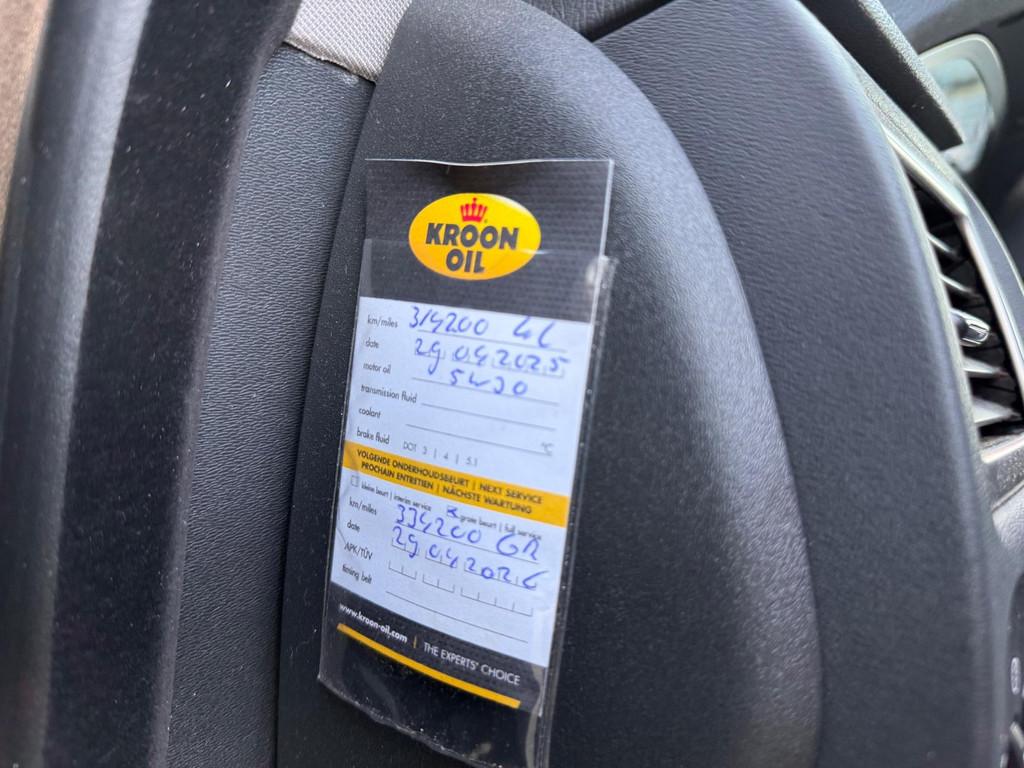 KROON
OIL
km/miles 314200
date 29.04.2025
motor oil 5w30
transmission fluid
coolant °C
brake fluid DOT 3 | 4 | 5.1
VOLGENDE ONDERHOUDSBEURT | NEXT SERVICE
PROCHAIN ENTRETIEN | NÄCHSTE WARTUNG
kleine beurt | interim service grote beurt | full service
km/miles 334200 GR
date 29.04.2026
APK/TÜV
timing belt
www.kroon-oil.com | THE EXPERTS' CHOICE